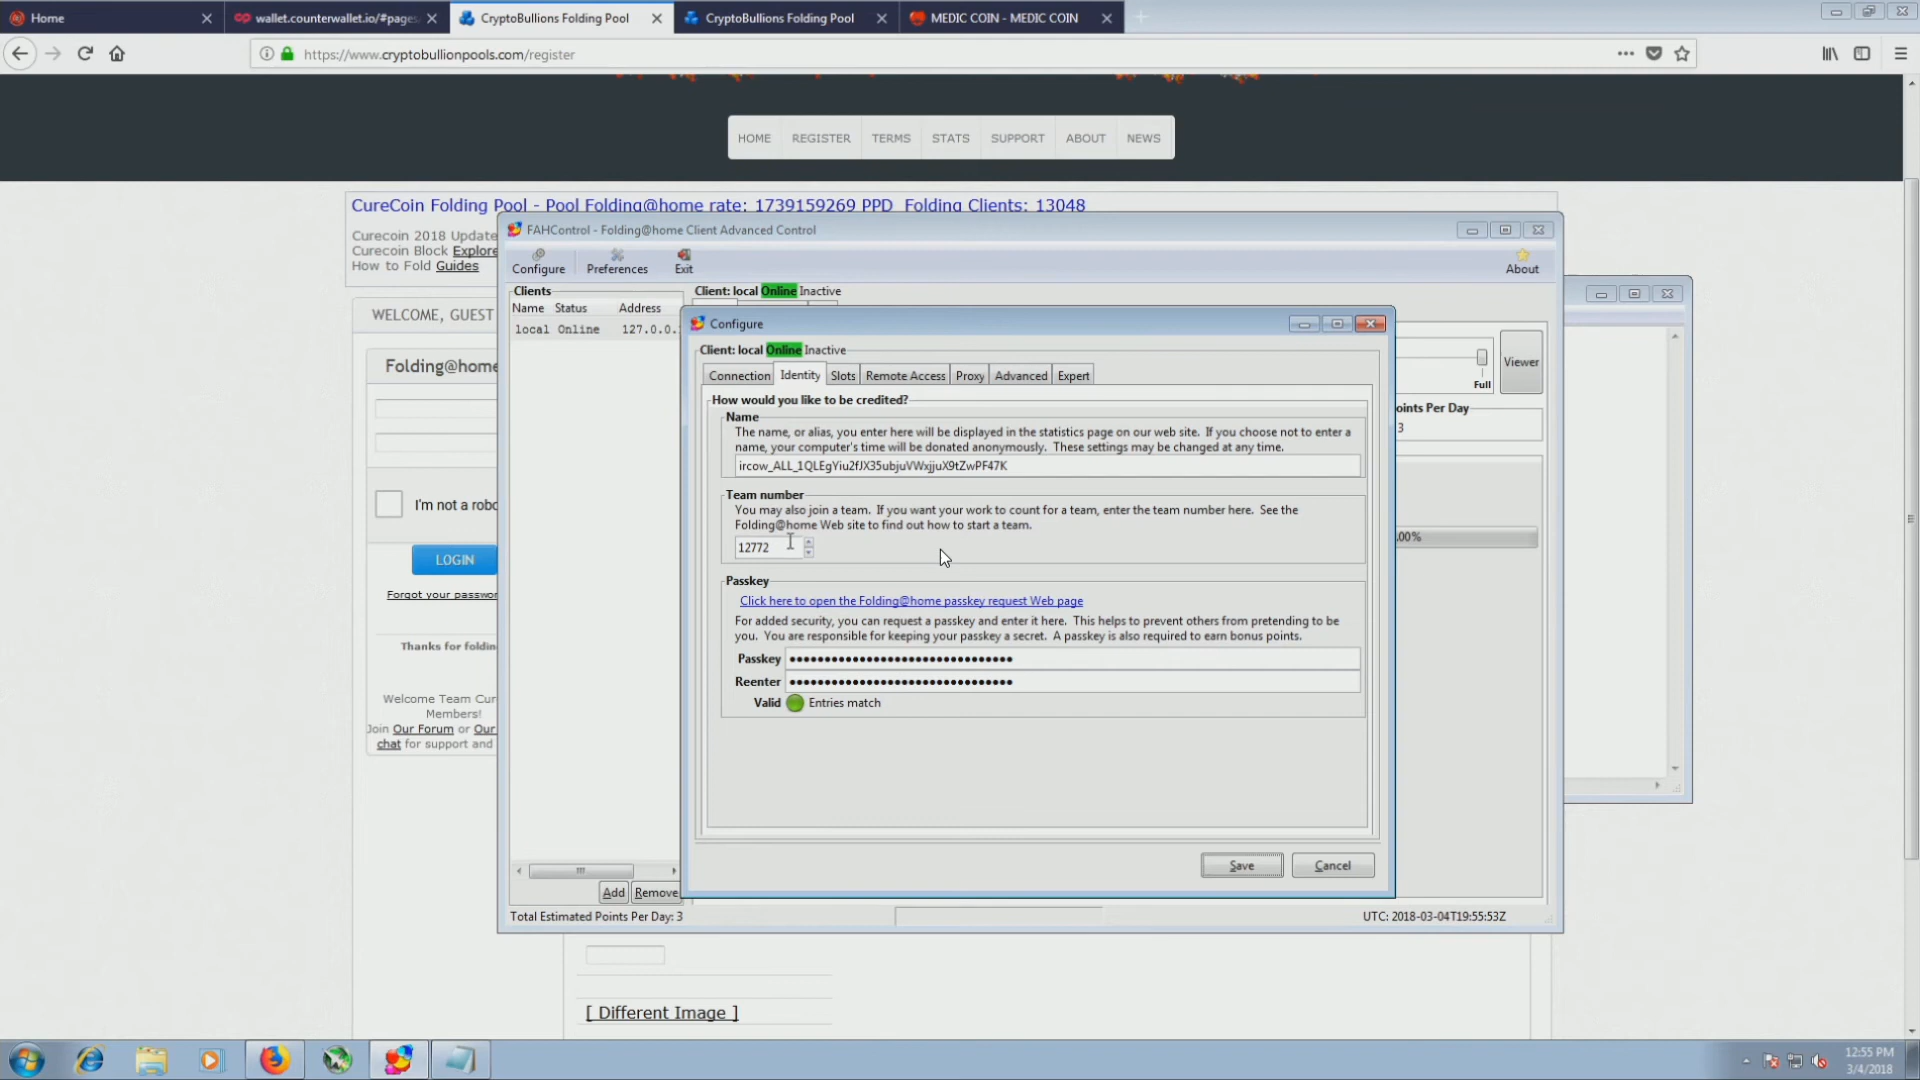 Home
wallet.counterwallet.io/#pages
CryptoBullions Folding Pool
CryptoBullions Folding Pool
MEDIC COIN - MEDIC COIN
https://www.cryptobullionpools.com/register
HOME REGISTER TERMS STATS SUPPORT ABOUT NEWS
CureCoin Folding Pool - Pool Folding@home rate: 1739159269 PPD Folding Clients: 13048
Curecoin 2018 Update
Curecoin Block Explore
How to Fold Guides
WELCOME, GUEST
Folding@home
I'm not a robo
LOGIN
Forgot your passwor
Thanks for foldin
Welcome Team Cur
Members!
Join Our Forum or Our
chat for support and
[ Different Image ]
FAHControl - Folding@home Client Advanced Control
Configure Preferences Exit About
Clients
Name Status Address
local Online 127.0.0.
Client: local Online Inactive
Viewer
Full
oints Per Day
3
.00%
Add Remove
Total Estimated Points Per Day: 3
UTC: 2018-03-04T19:55:53Z
Configure
Client: local Online Inactive
Connection Identity Slots Remote Access Proxy Advanced Expert
How would you like to be credited?
Name
The name, or alias, you enter here will be displayed in the statistics page on our web site. If you choose not to enter a
name, your computer's time will be donated anonymously. These settings may be changed at any time.
ircow_ALL_1QLEgYiu2fJX35ubjuVWxjjuX9tZwPF47K
Team number
You may also join a team. If you want your work to count for a team, enter the team number here. See the
Folding@home Web site to find out how to start a team.
12772
Passkey
Click here to open the Folding@home passkey request Web page
For added security, you can request a passkey and enter it here. This helps to prevent others from pretending to be
you. You are responsible for keeping your passkey a secret. A passkey is also required to earn bonus points.
Passkey
Reenter
Valid Entries match
Save Cancel
12:55 PM
3/4/2018